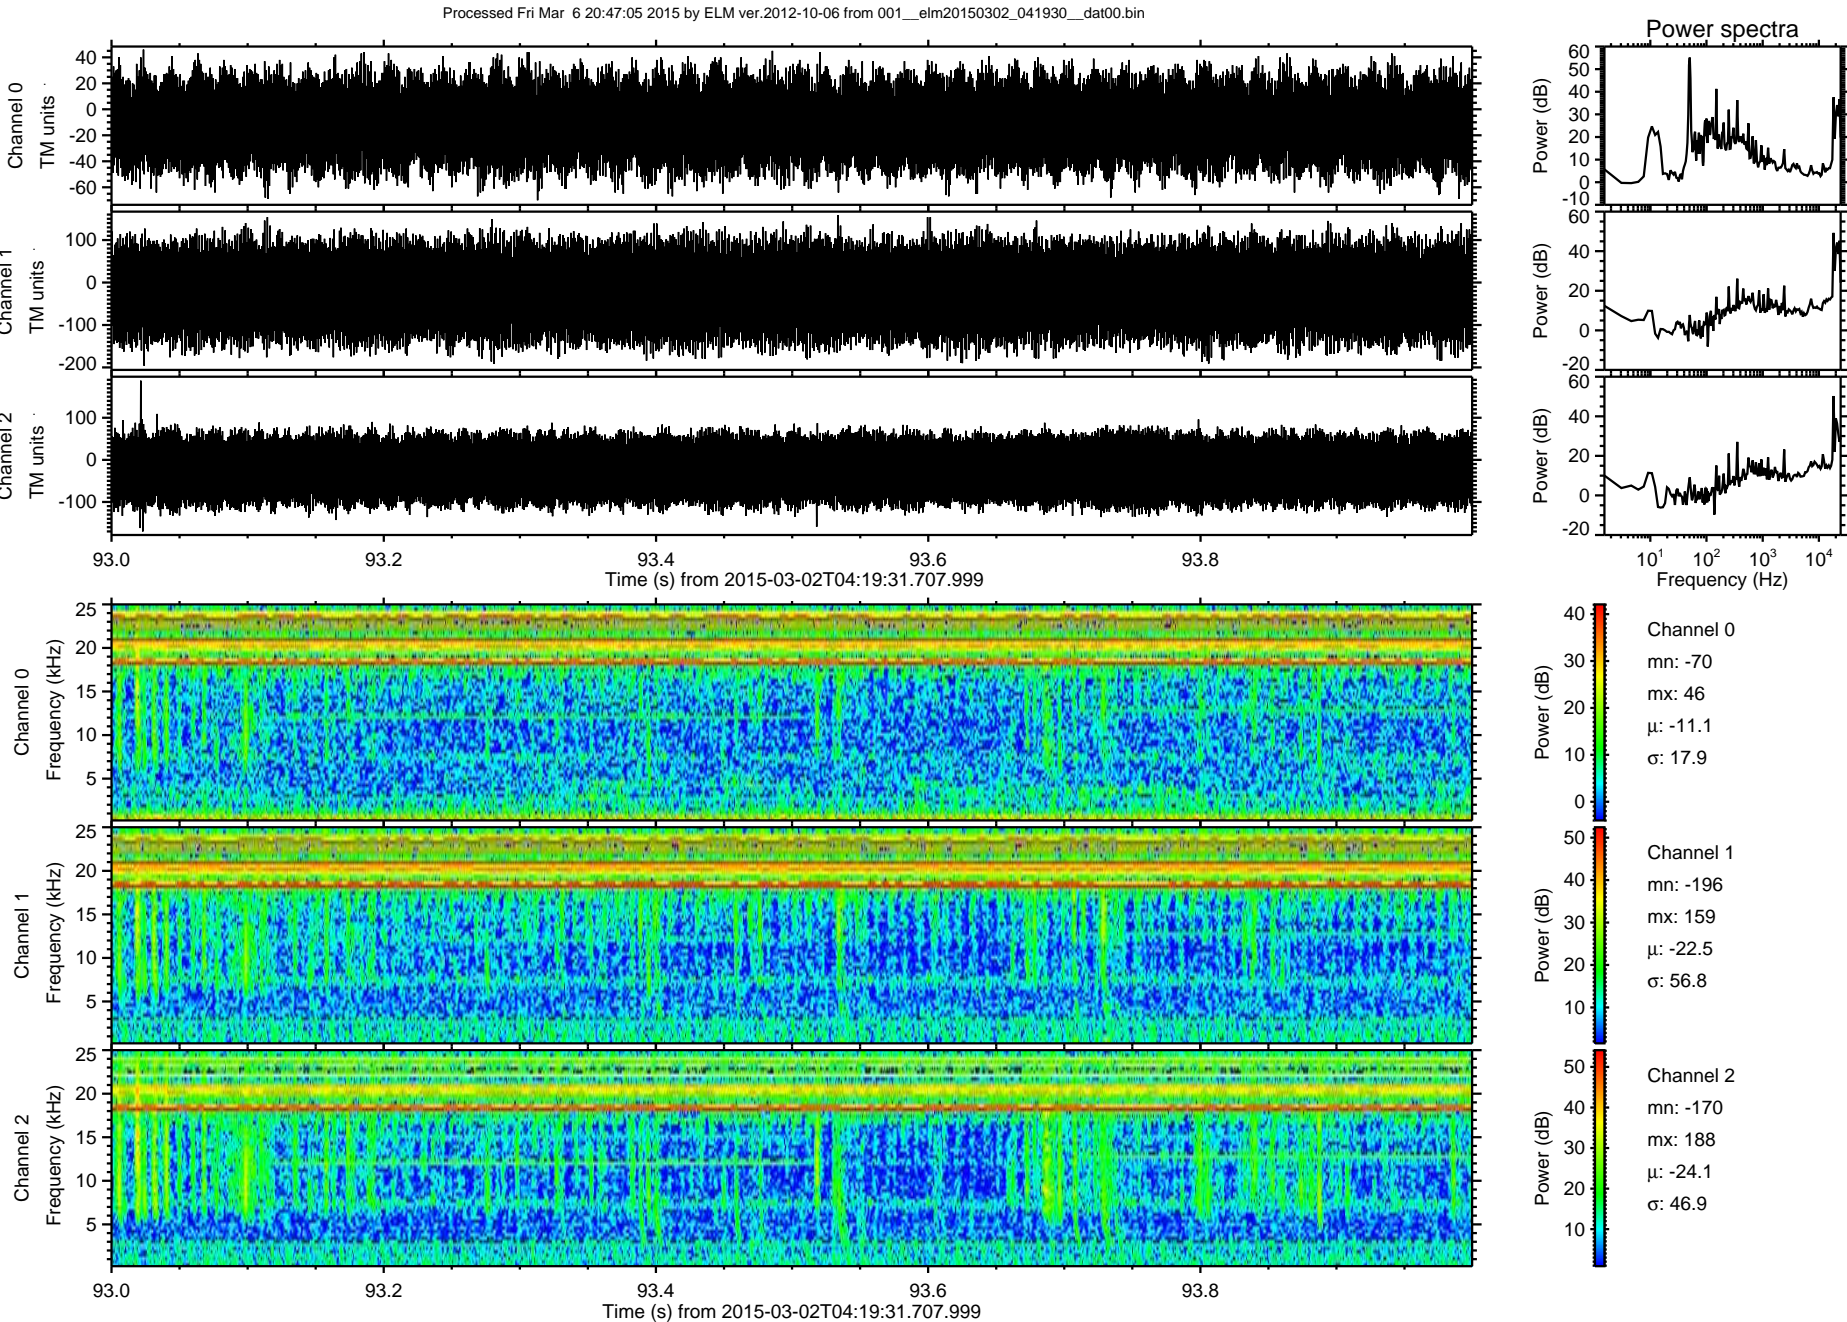 Processed Fri Mar 6 20:47:05 2015 by ELM ver.2012-10-06 from 001__elm20150302_041930__dat00.bin
Power spectra
Channel 0
TM units
40
20
0
-20
-40
-60
Power (dB)
60
50
40
30
20
10
0
-10
Channel 1
TM units
100
0
-100
-200
Power (dB)
60
40
20
0
-20
Channel 2
TM units
100
0
-100
Power (dB)
60
40
20
0
-20
93.0 93.2 93.4 93.6 93.8
Time (s) from 2015-03-02T04:19:31.707.999
10^1 10^2 10^3 10^4
Frequency (Hz)
Channel 0
Frequency (kHz)
25
20
15
10
5
Power (dB)
40
30
20
10
0
Channel 0
mn: -70
mx: 46
μ: -11.1
σ: 17.9
Channel 1
Frequency (kHz)
25
20
15
10
5
Power (dB)
50
40
30
20
10
Channel 1
mn: -196
mx: 159
μ: -22.5
σ: 56.8
Channel 2
Frequency (kHz)
25
20
15
10
5
Power (dB)
50
40
30
20
10
Channel 2
mn: -170
mx: 188
μ: -24.1
σ: 46.9
93.0 93.2 93.4 93.6 93.8
Time (s) from 2015-03-02T04:19:31.707.999